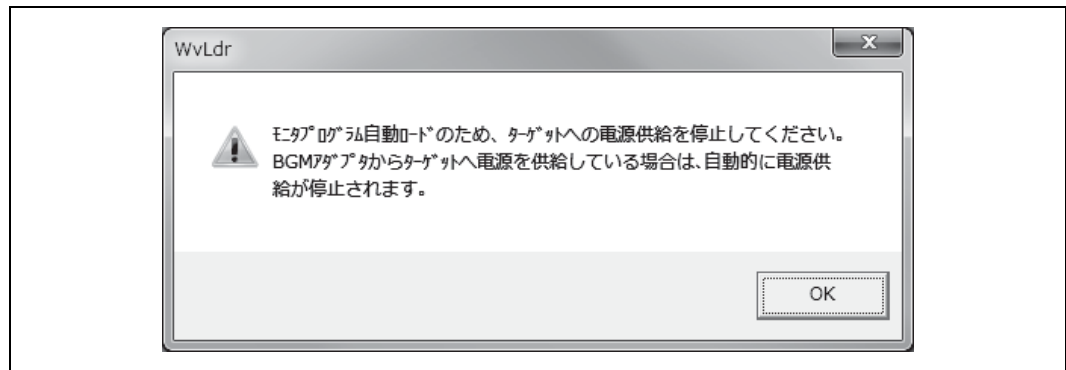 WvLdr
x
ﾓﾆﾀﾌﾟﾛｸﾞﾗﾑ自動ﾛｰﾄﾞのため、ﾀｰｹﾞｯﾄへの電源供給を停止してください。
BGMｱﾀﾞﾌﾟﾀからﾀｰｹﾞｯﾄへ電源を供給している場合は、自動的に電源供
給が停止されます。
OK